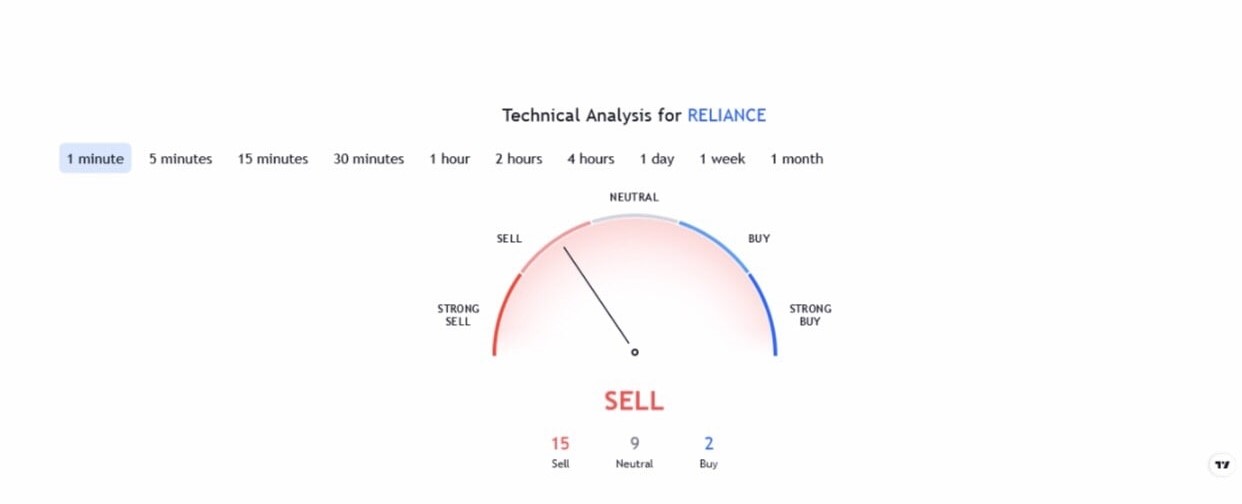 Technical Analysis for RELIANCE
1 minute 5 minutes 15 minutes 30 minutes 1 hour 2 hours 4 hours 1 day 1 week 1 month
NEUTRAL
SELL BUY
STRONG SELL STRONG BUY
SELL
15 9 2
Sell Neutral Buy